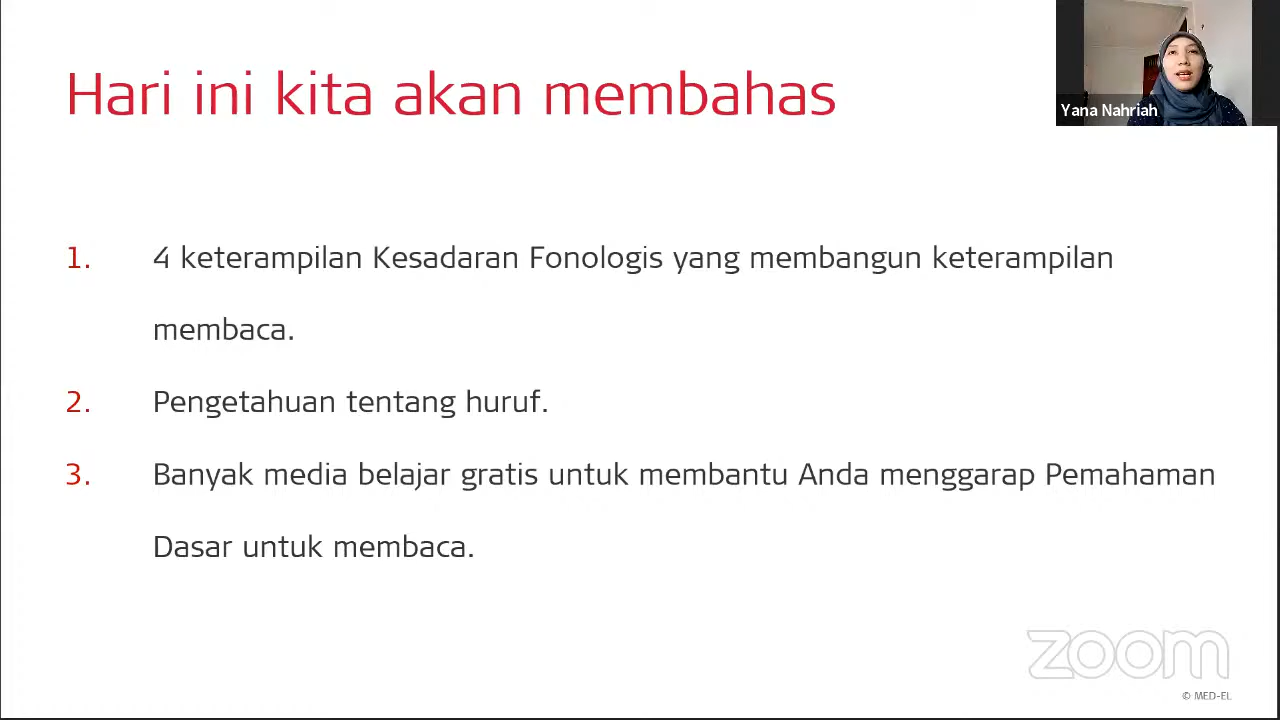 Hari ini kita akan membahas
Yana Nahriah
1. 4 keterampilan Kesadaran Fonologis yang membangun keterampilan
membaca.
2. Pengetahuan tentang huruf.
3. Banyak media belajar gratis untuk membantu Anda menggarap Pemahaman
Dasar untuk membaca.
zoom
© MED-EL